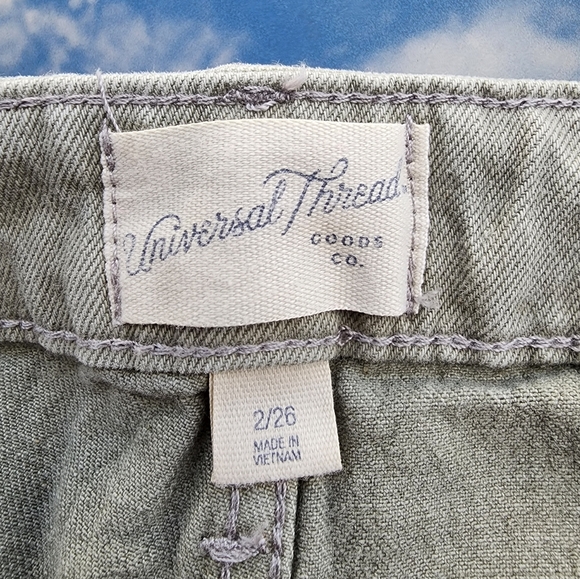 Universal Thread
GOODS
CO.
2/26
MADE IN
VIETNAM